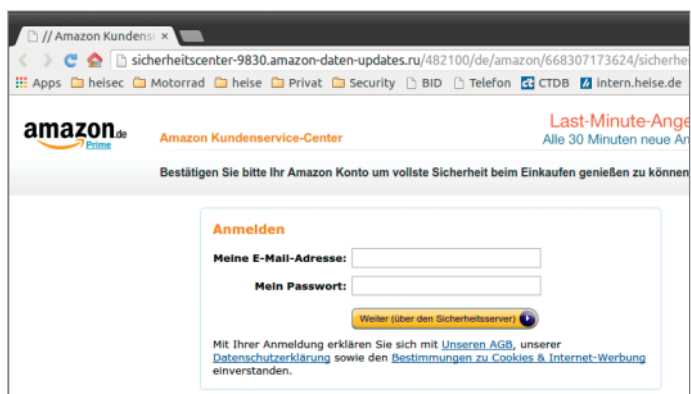 // Amazon Kundens
sicherheitscenter-9830.amazon-daten-updates.ru/482100/de/amazon/668307173624/sicherhe
Apps heisec Motorrad heise Privat Security BID Telefon CTDB intern.heise.de
amazon.de
Prime
Amazon Kundenservice-Center
Last-Minute-Ange
Alle 30 Minuten neue An
Bestätigen Sie bitte Ihr Amazon Konto um vollste Sicherheit beim Einkaufen genießen zu können
Anmelden
Meine E-Mail-Adresse:
Mein Passwort:
Weiter (über den Sicherheitsserver)
Mit Ihrer Anmeldung erklären Sie sich mit Unseren AGB, unserer
Datenschutzerklärung sowie den Bestimmungen zu Cookies & Internet-Werbung
einverstanden.